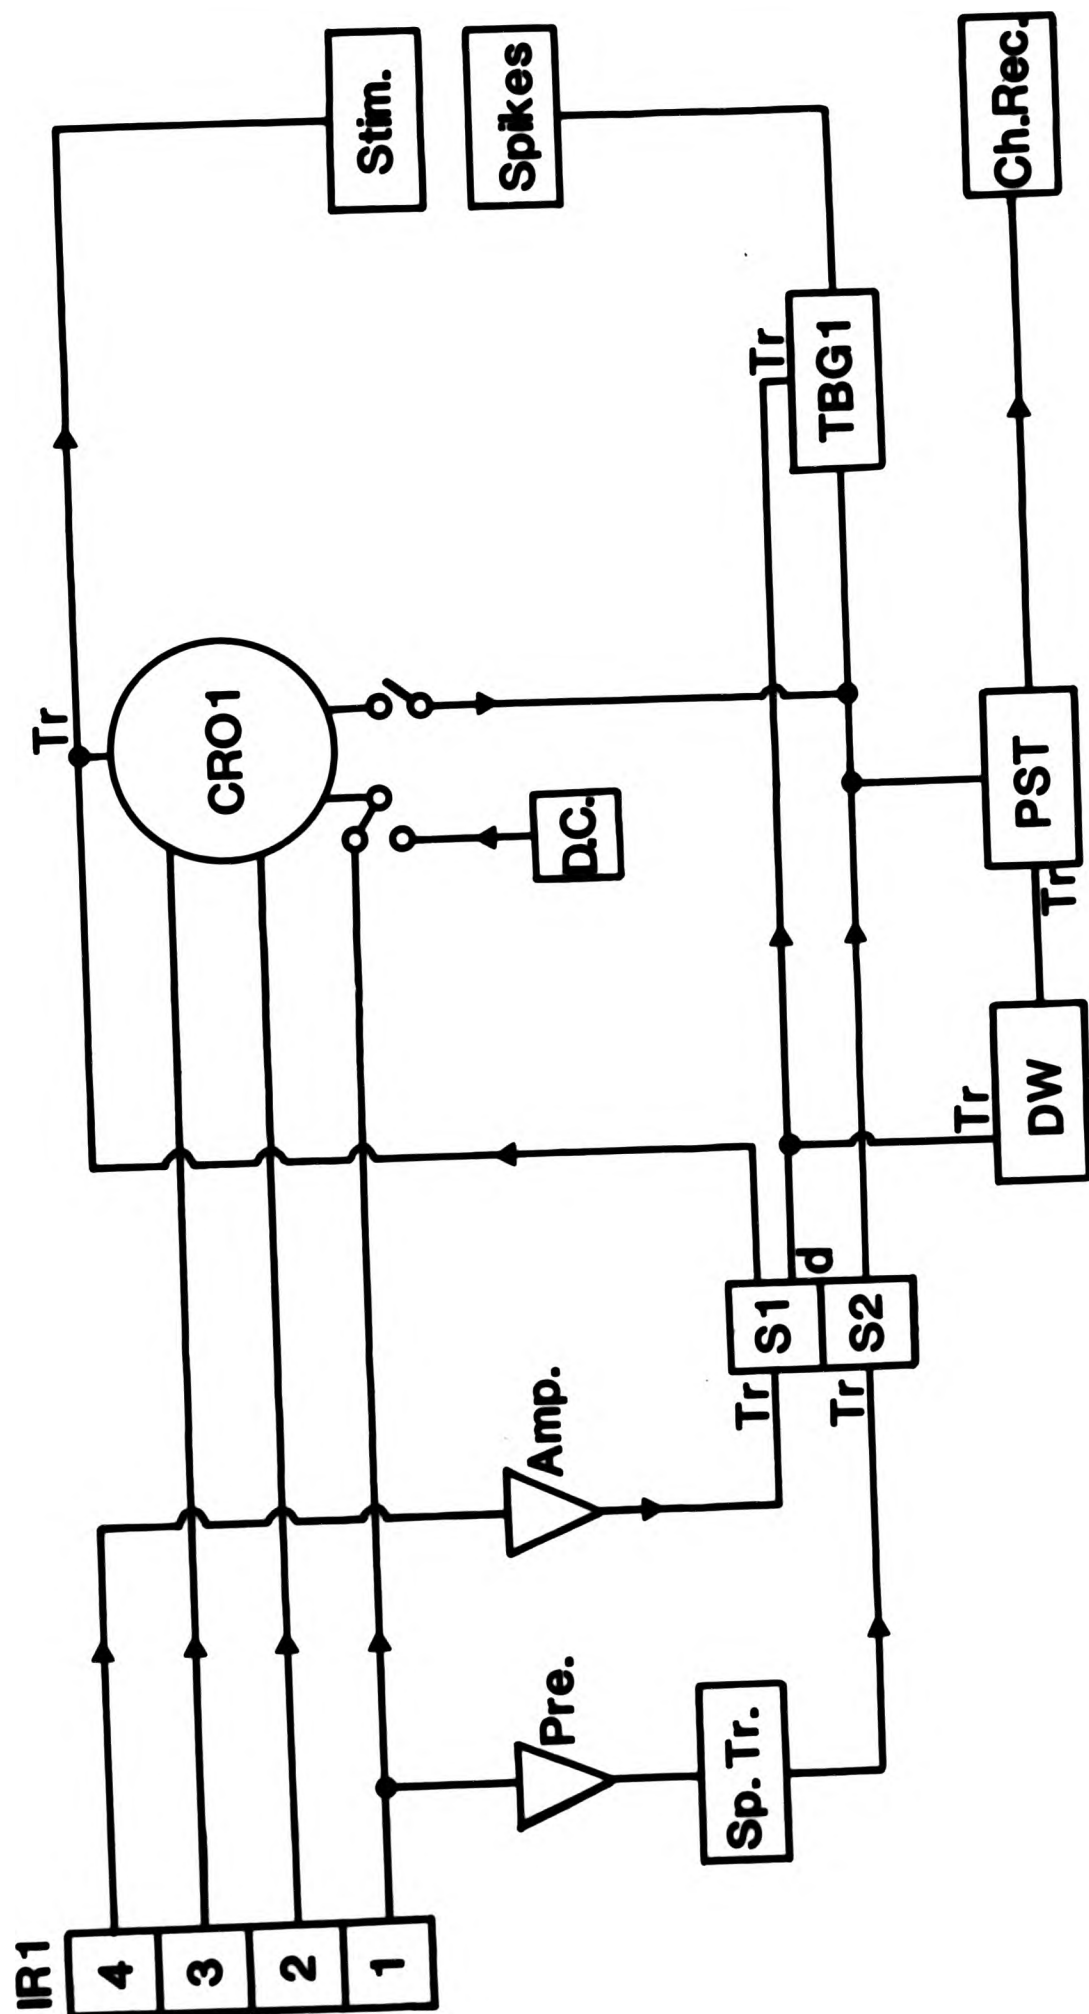 IR1
4
3
2
1
Pre.
Sp. Tr.
Amp.
Tr
S1
d
Tr
S2
Tr
CRO1
D.C.
Tr
DW
Tr
PST
Tr
TBG1
Stim.
Spikes
Ch.Rec.